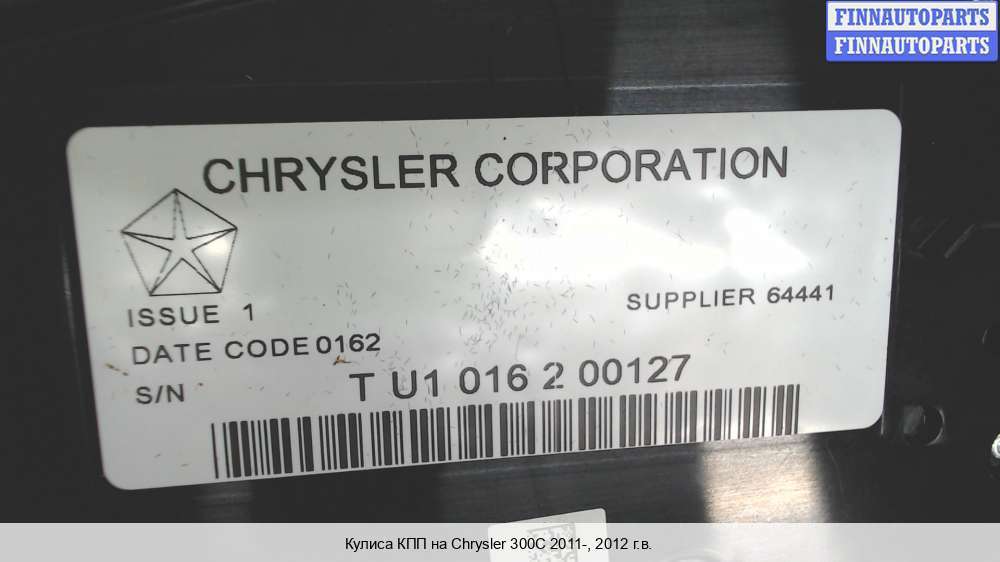 FINNAUTOPARTS
FINNAUTOPARTS
CHRYSLER CORPORATION
ISSUE 1
SUPPLIER 64441
DATE CODE 0162
S/N T U1 016 2 00127
Кулиса КПП на Chrysler 300C 2011-, 2012 г.в.